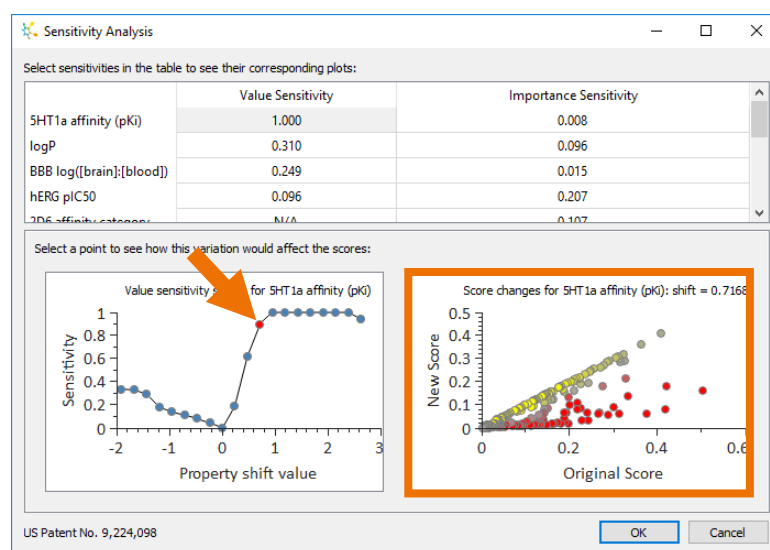 Sensitivity Analysis
Select sensitivities in the table to see their corresponding plots:
Value Sensitivity Importance Sensitivity
5HT1a affinity (pKi) 1.000 0.008
logP 0.310 0.096
BBB log([brain]:[blood]) 0.249 0.015
hERG pIC50 0.096 0.207
2D6 affinity category N/A 0.107
Select a point to see how this variation would affect the scores:
Value sensitivity for 5HT1a affinity (pKi)
Score changes for 5HT1a affinity (pKi): shift = 0.7168
Sensitivity
1
0.8
0.6
0.4
0.2
0
-2 -1 0 1 2 3
Property shift value
New Score
0.5
0.4
0.3
0.2
0.1
0
0 0.2 0.4 0.6
Original Score
US Patent No. 9,224,098
OK Cancel